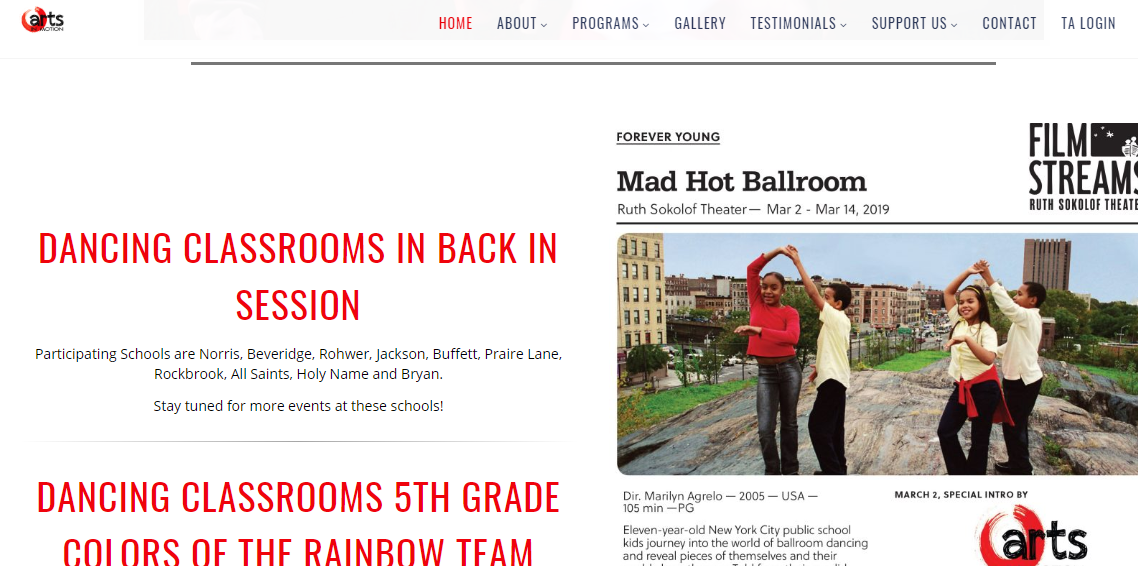 arts
IN MOTION
HOME ABOUT PROGRAMS GALLERY TESTIMONIALS SUPPORT US CONTACT TA LOGIN
DANCING CLASSROOMS IN BACK IN
SESSION
Participating Schools are Norris, Beveridge, Rohwer, Jackson, Buffett, Praire Lane,
Rockbrook, All Saints, Holy Name and Bryan.
Stay tuned for more events at these schools!
DANCING CLASSROOMS 5TH GRADE
COLORS OF THE RAINBOW TEAM
FOREVER YOUNG
Mad Hot Ballroom
Ruth Sokolof Theater— Mar 2 - Mar 14, 2019
FILM
STREAMS
RUTH SOKOLOF THEATE
Dir. Marilyn Agrelo — 2005 — USA —
105 min —PG
Eleven-year-old New York City public school
kids journey into the world of ballroom dancing
and reveal pieces of themselves and their
MARCH 2, SPECIAL INTRO BY
arts